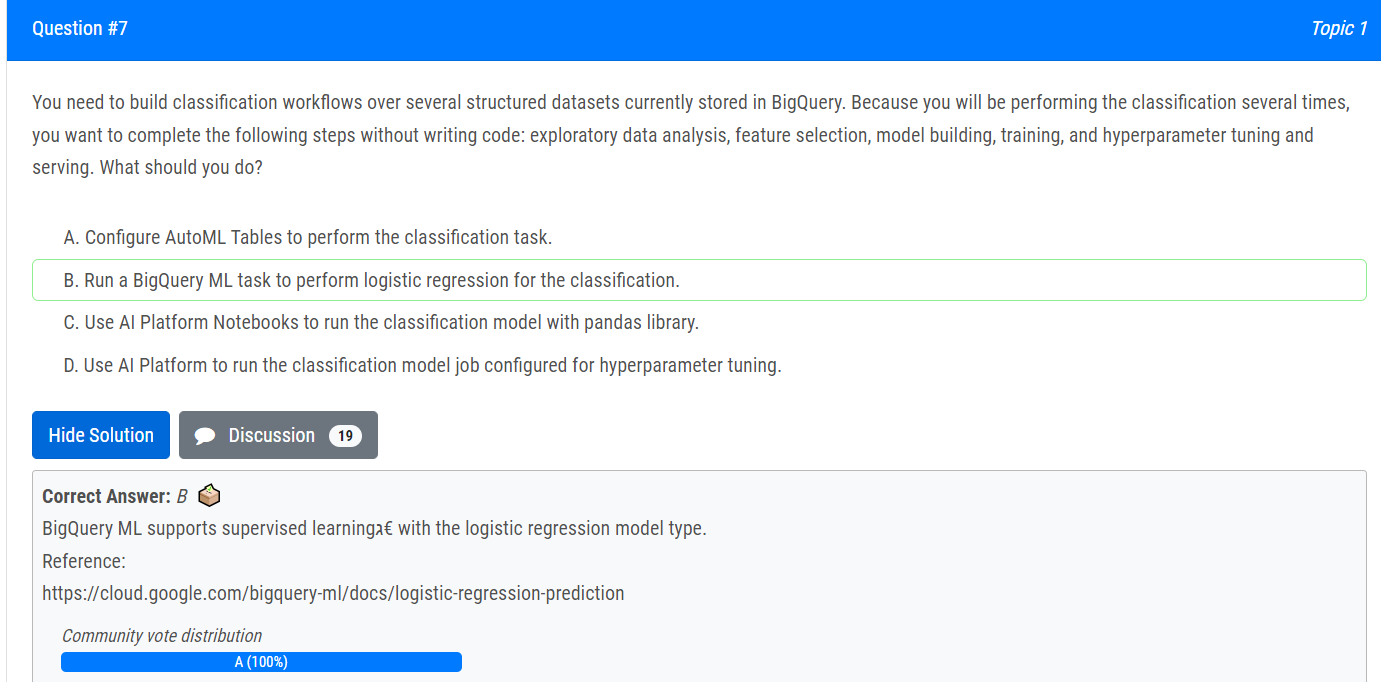 Question #7
Topic 1
You need to build classification workflows over several structured datasets currently stored in BigQuery. Because you will be performing the classification several times,
you want to complete the following steps without writing code: exploratory data analysis, feature selection, model building, training, and hyperparameter tuning and
serving. What should you do?
A. Configure AutoML Tables to perform the classification task.
B. Run a BigQuery ML task to perform logistic regression for the classification.
C. Use AI Platform Notebooks to run the classification model with pandas library.
D. Use AI Platform to run the classification model job configured for hyperparameter tuning.
Hide Solution
Discussion 19
Correct Answer: B
BigQuery ML supports supervised learningג€ with the logistic regression model type.
Reference:
https://cloud.google.com/bigquery-ml/docs/logistic-regression-prediction
Community vote distribution
A (100%)